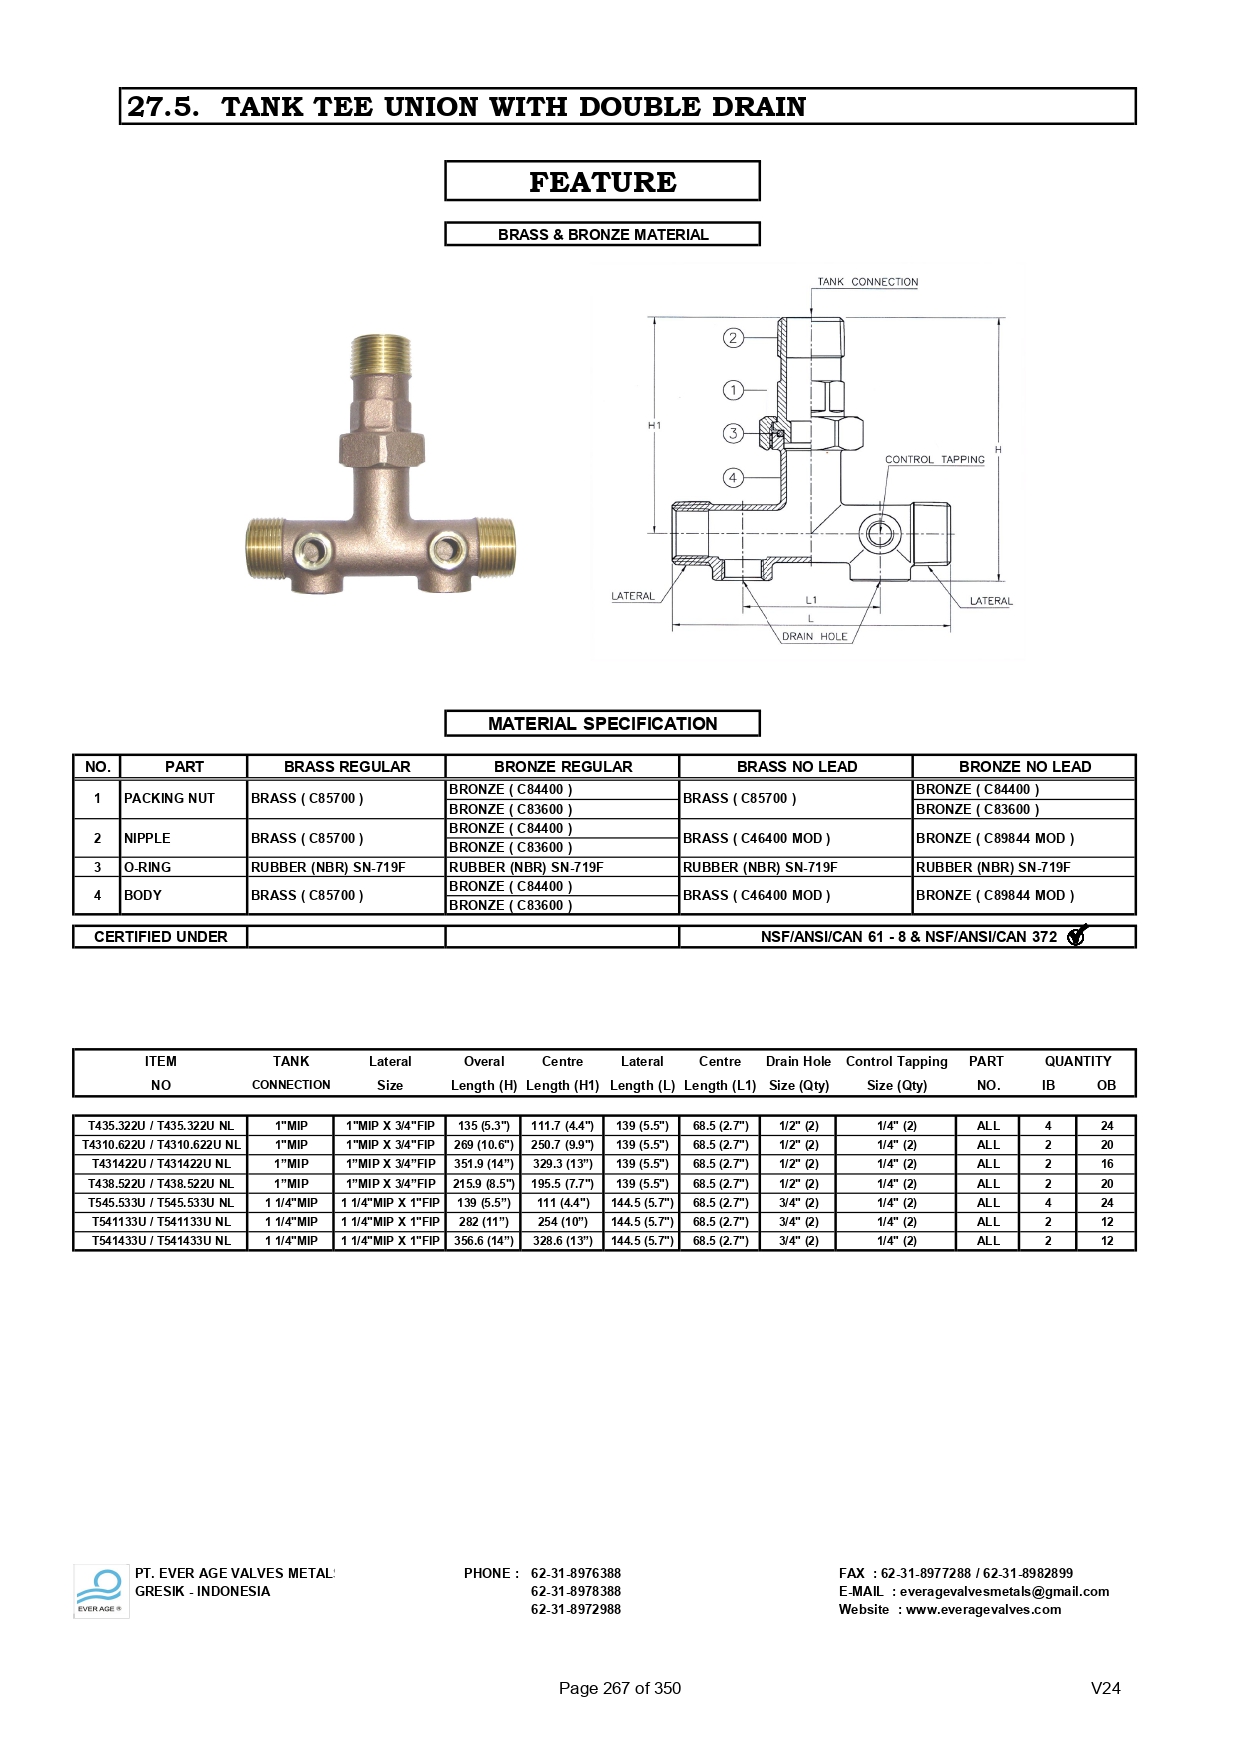 27.5. TANK TEE UNION WITH DOUBLE DRAIN
FEATURE
BRASS & BRONZE MATERIAL
TANK CONNECTION
2
1
H1
3
H
CONTROL TAPPING
4
LATERAL
L1
LATERAL
L
DRAIN HOLE
MATERIAL SPECIFICATION
NO. PART BRASS REGULAR BRONZE REGULAR BRASS NO LEAD BRONZE NO LEAD
1 PACKING NUT BRASS ( C85700 ) BRONZE ( C84400 ) BRASS ( C85700 ) BRONZE ( C84400 )
BRONZE ( C83600 ) BRONZE ( C83600 )
2 NIPPLE BRASS ( C85700 ) BRONZE ( C84400 ) BRASS ( C46400 MOD ) BRONZE ( C89844 MOD )
BRONZE ( C83600 )
3 O-RING RUBBER (NBR) SN-719F RUBBER (NBR) SN-719F RUBBER (NBR) SN-719F RUBBER (NBR) SN-719F
4 BODY BRASS ( C85700 ) BRONZE ( C84400 ) BRASS ( C46400 MOD ) BRONZE ( C89844 MOD )
BRONZE ( C83600 )
CERTIFIED UNDER NSF/ANSI/CAN 61 - 8 & NSF/ANSI/CAN 372
ITEM TANK Lateral Overal Centre Lateral Centre Drain Hole Control Tapping PART QUANTITY
NO CONNECTION Size Length (H) Length (H1) Length (L) Length (L1) Size (Qty) Size (Qty) NO. IB OB
T435.322U / T435.322U NL 1"MIP 1"MIP X 3/4"FIP 135 (5.3") 111.7 (4.4") 139 (5.5") 68.5 (2.7") 1/2" (2) 1/4" (2) ALL 4 24
T4310.622U / T4310.622U NL 1"MIP 1"MIP X 3/4"FIP 269 (10.6") 250.7 (9.9") 139 (5.5") 68.5 (2.7") 1/2" (2) 1/4" (2) ALL 2 20
T431422U / T431422U NL 1”MIP 1”MIP X 3/4”FIP 351.9 (14”) 329.3 (13”) 139 (5.5") 68.5 (2.7") 1/2" (2) 1/4" (2) ALL 2 16
T438.522U / T438.522U NL 1”MIP 1”MIP X 3/4”FIP 215.9 (8.5") 195.5 (7.7") 139 (5.5") 68.5 (2.7") 1/2" (2) 1/4" (2) ALL 2 20
T545.533U / T545.533U NL 1 1/4"MIP 1 1/4"MIP X 1"FIP 139 (5.5”) 111 (4.4") 144.5 (5.7") 68.5 (2.7") 3/4" (2) 1/4" (2) ALL 4 24
T541133U / T541133U NL 1 1/4"MIP 1 1/4"MIP X 1"FIP 282 (11”) 254 (10”) 144.5 (5.7") 68.5 (2.7") 3/4" (2) 1/4" (2) ALL 2 12
T541433U / T541433U NL 1 1/4"MIP 1 1/4"MIP X 1"FIP 356.6 (14”) 328.6 (13”) 144.5 (5.7") 68.5 (2.7") 3/4" (2) 1/4" (2) ALL 2 12
PT. EVER AGE VALVES METAL PHONE : 62-31-8976388 FAX : 62-31-8977288 / 62-31-8982899
GRESIK - INDONESIA 62-31-8978388 E-MAIL : everagevalvesmetals@gmail.com
EVER AGE ® 62-31-8972988 Website : www.everagevalves.com
Page 267 of 350 V24